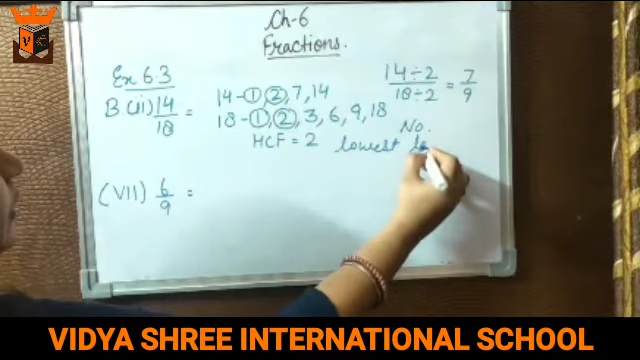 Ch-6
Fractions.
Ex 6.3
B (ii) 14/18 =
14 - 1, 2, 7, 14
18 - 1, 2, 3, 6, 9, 18
HCF = 2
14÷2/18÷2 = 7/9
No.
lowest
(VII) 6/9 =
VIDYA SHREE INTERNATIONAL SCHOOL